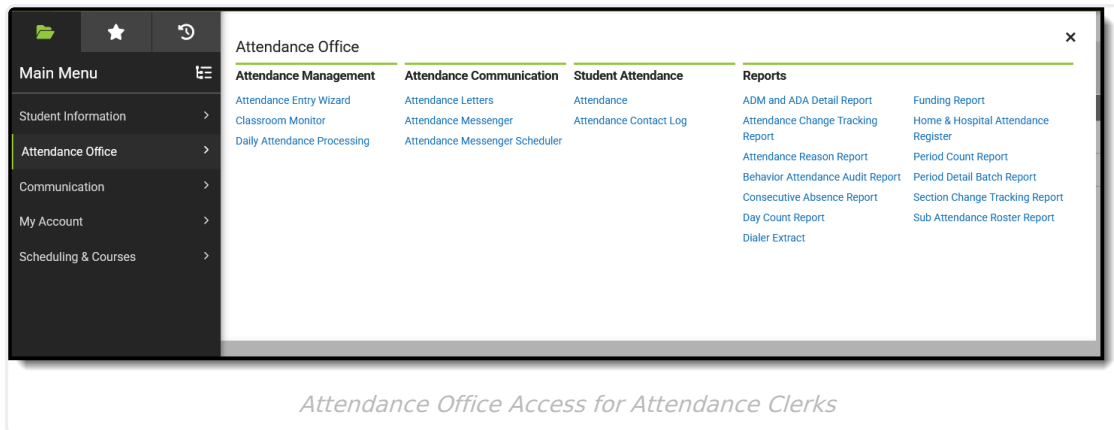 Main Menu
Student Information
Attendance Office
Communication
My Account
Scheduling & Courses
Attendance Office
Attendance Management
Attendance Entry Wizard
Classroom Monitor
Daily Attendance Processing
Attendance Communication
Attendance Letters
Attendance Messenger
Attendance Messenger Scheduler
Student Attendance
Attendance
Attendance Contact Log
Reports
ADM and ADA Detail Report
Attendance Change Tracking
Report
Attendance Reason Report
Behavior Attendance Audit Report
Consecutive Absence Report
Day Count Report
Dialer Extract
Funding Report
Home & Hospital Attendance
Register
Period Count Report
Period Detail Batch Report
Section Change Tracking Report
Sub Attendance Roster Report
Attendance Office Access for Attendance Clerks